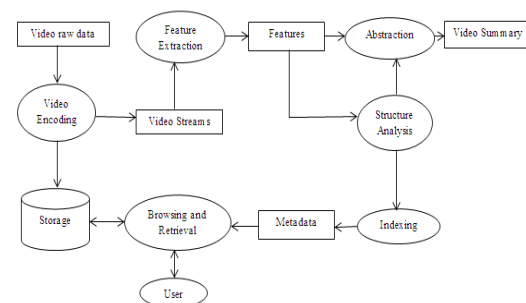 Video raw data
Feature
Extraction
Features
Abstraction
Video Summary
Video
Encoding
Video Streams
Structure
Analysis
Storage
Browsing and
Retrieval
Metadata
Indexing
User